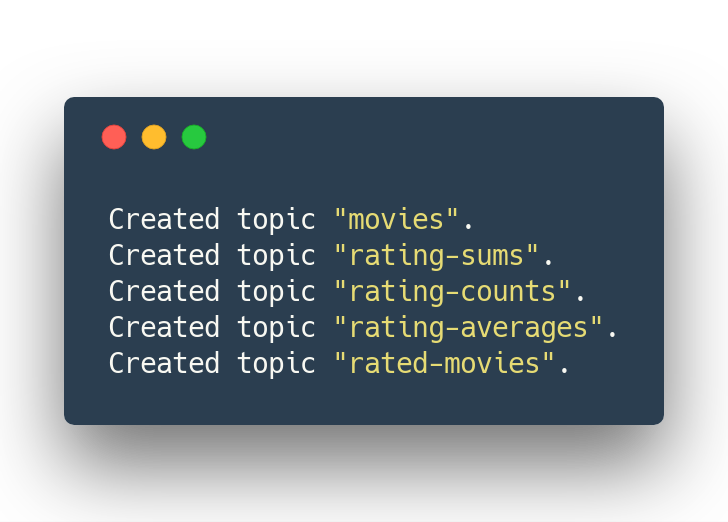 Created topic "movies".
Created topic "rating-sums".
Created topic "rating-counts".
Created topic "rating-averages".
Created topic "rated-movies".